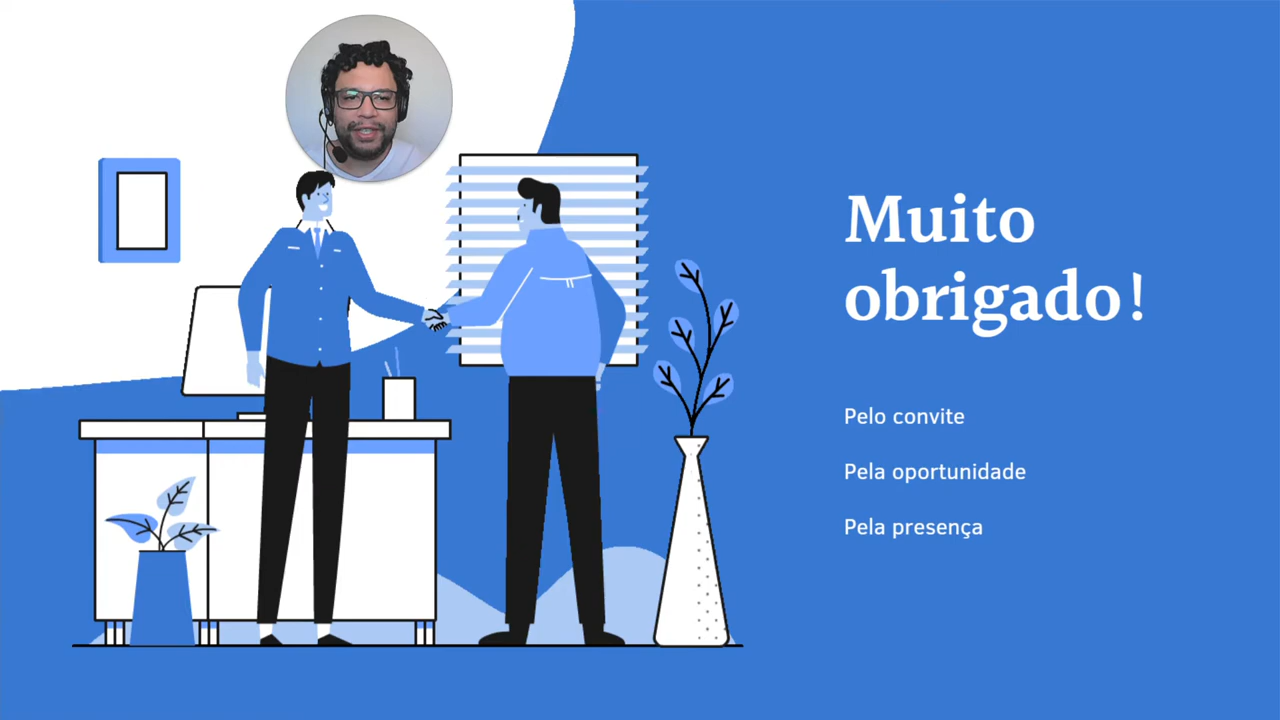 Muito
obrigado!
Pelo convite
Pela oportunidade
Pela presença